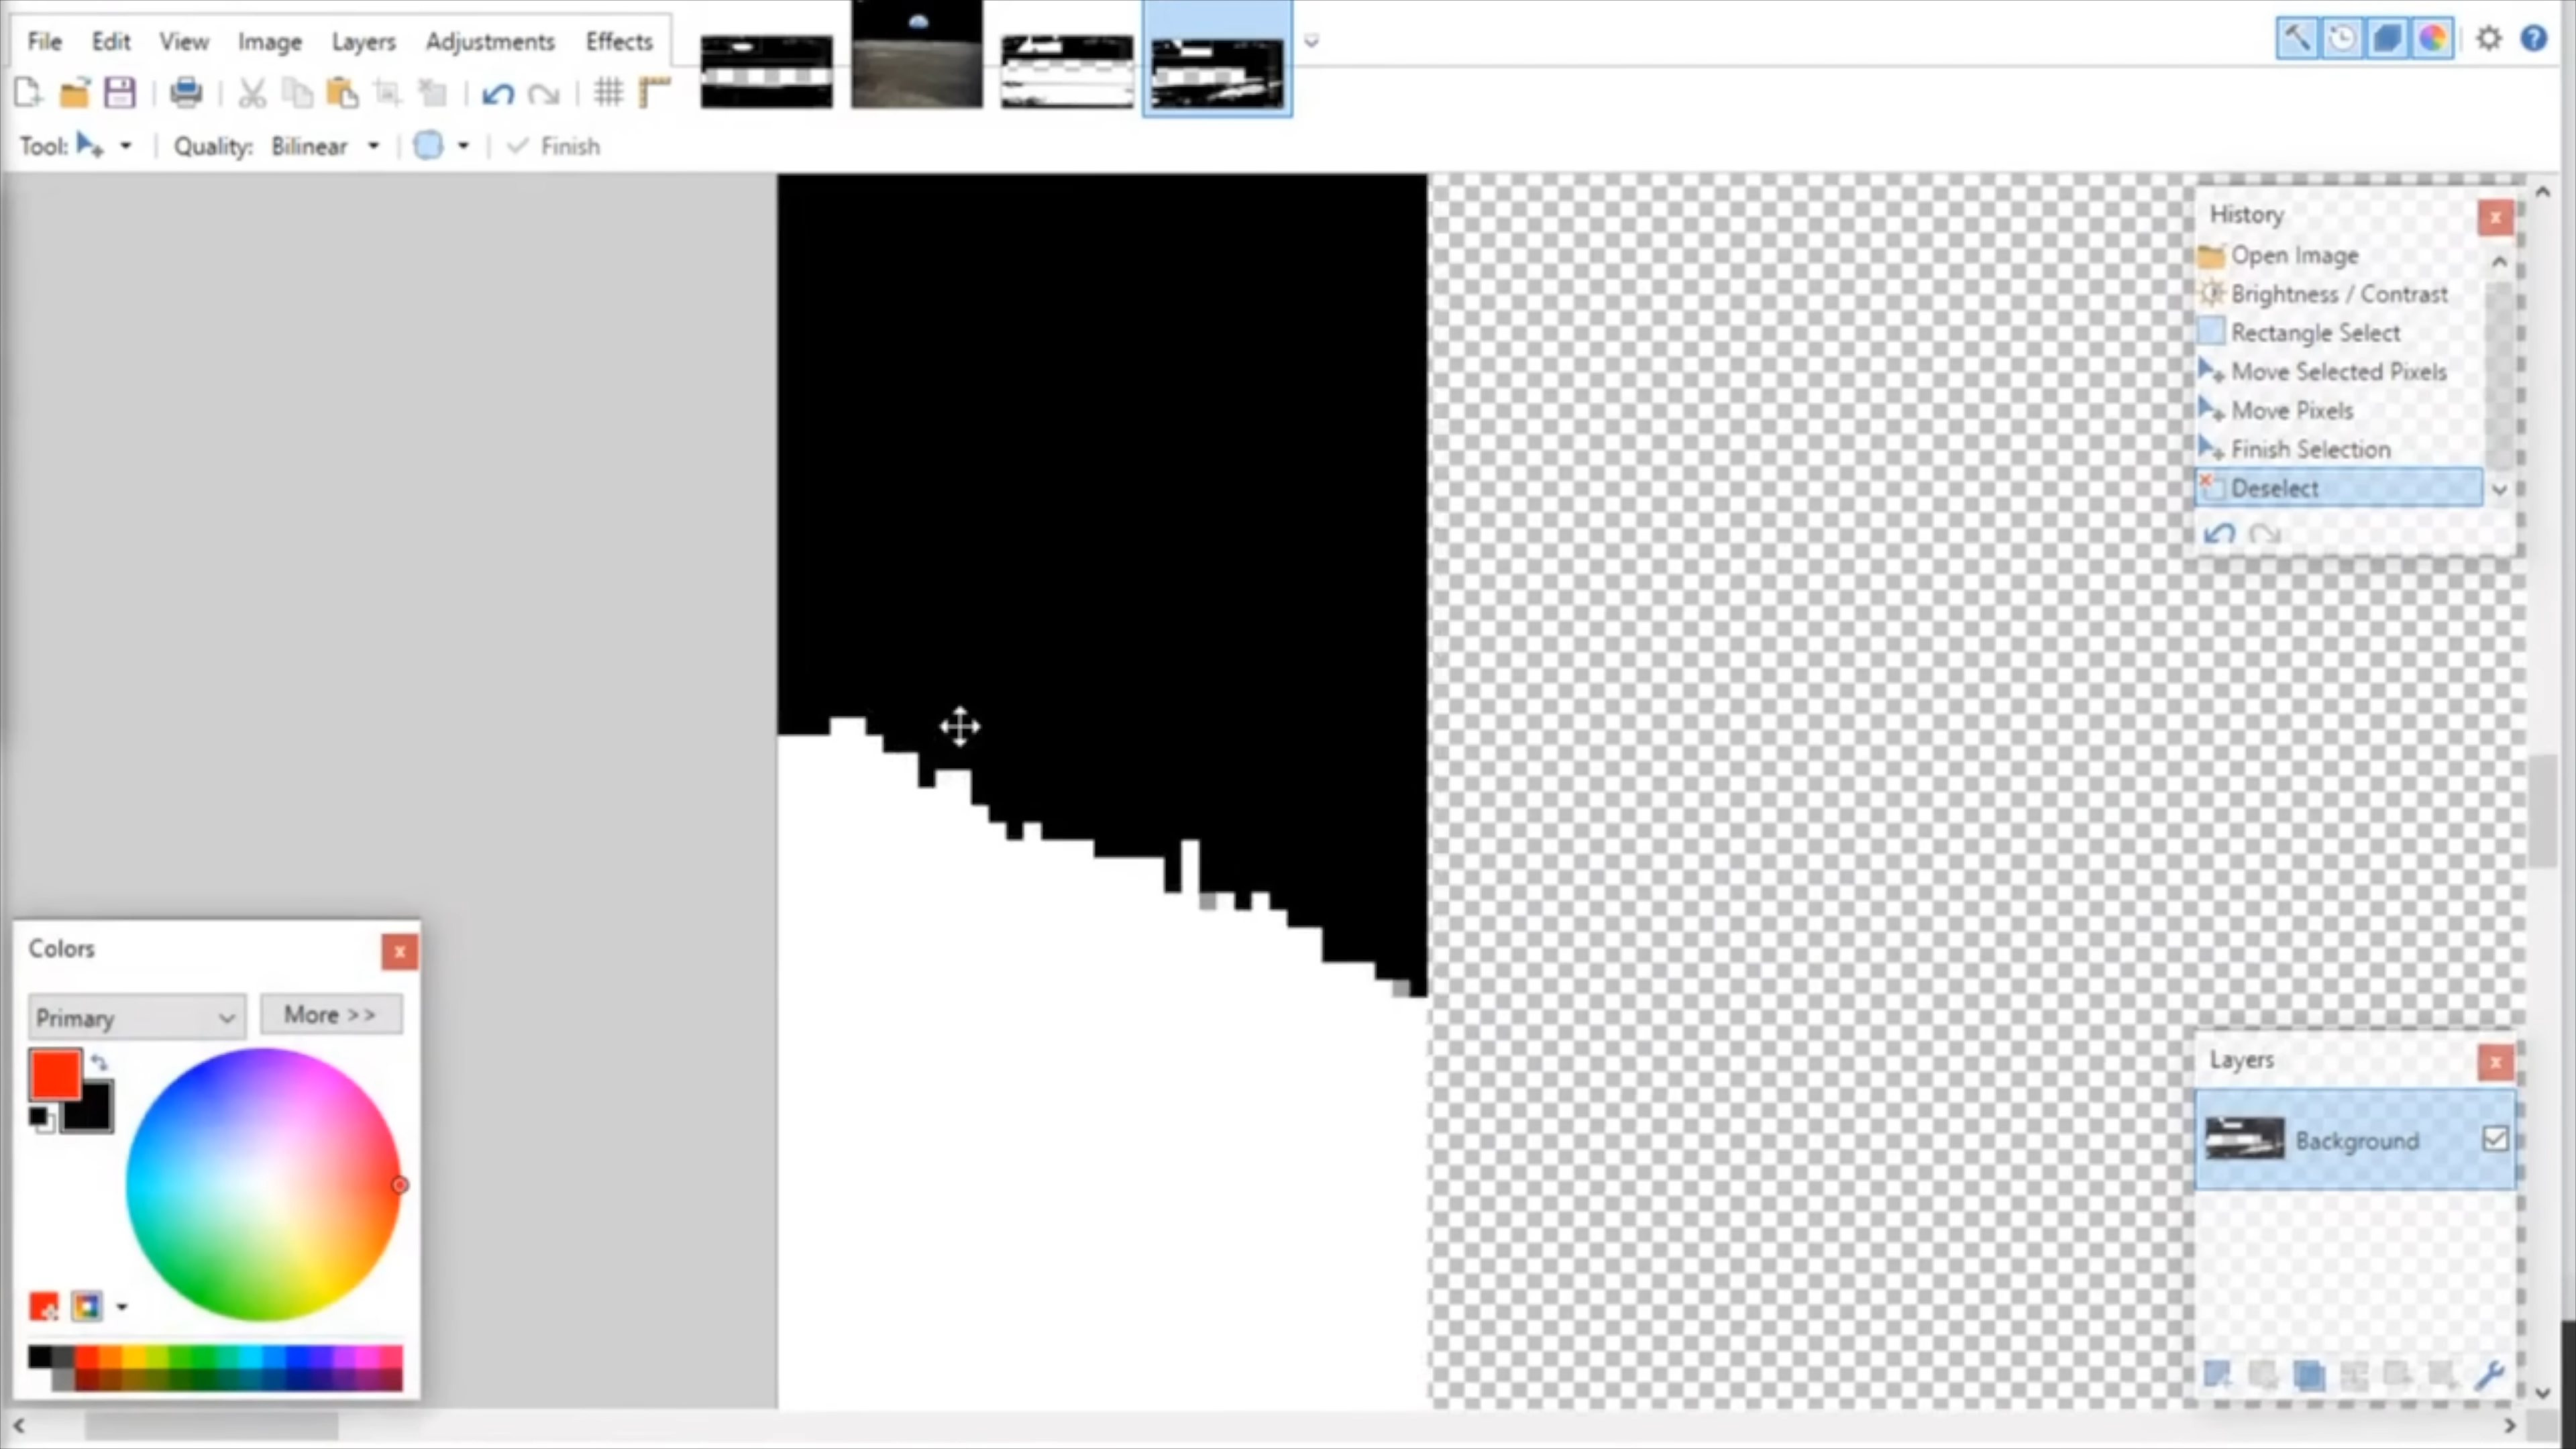 File Edit View Image Layers Adjustments Effects
Tool: Quality: Bilinear Finish
History
Open Image
Brightness / Contrast
Rectangle Select
Move Selected Pixels
Move Pixels
Finish Selection
Deselect
Colors
Primary More >>
Layers
Background